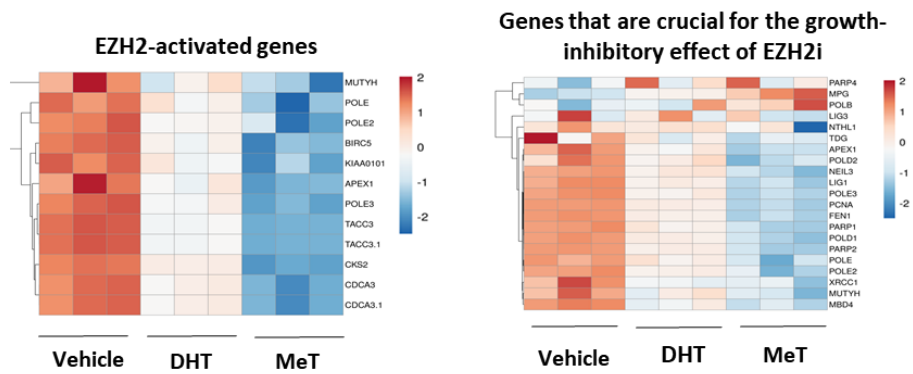 EZH2-activated genes
MUTYH
POLE
POLE2
BIRC5
KIAA0101
APEX1
POLE3
TACC3
TACC3.1
CKS2
CDCA3
CDCA3.1
2
1
0
-1
-2
Vehicle
DHT
MeT
Genes that are crucial for the growth-
inhibitory effect of EZH2i
PARP4
MPG
POLB
LIG3
NTHL1
TDG
APEX1
POLD2
NEIL3
LIG1
POLE3
PCNA
FEN1
PARP1
POLD1
PARP2
POLE
POLE2
XRCC1
MUTYH
MBD4
2
1
0
-1
-2
Vehicle
DHT
MeT